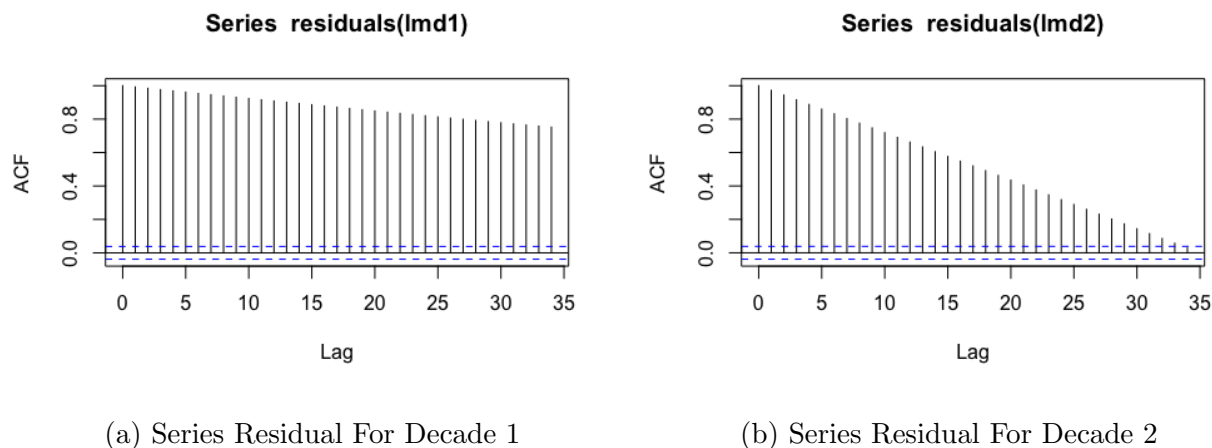 Series residuals(lmd1)
ACF
0.0 0.4 0.8
0 5 10 15 20 25 30 35
Lag
(a) Series Residual For Decade 1
Series residuals(lmd2)
ACF
0.0 0.4 0.8
0 5 10 15 20 25 30 35
Lag
(b) Series Residual For Decade 2